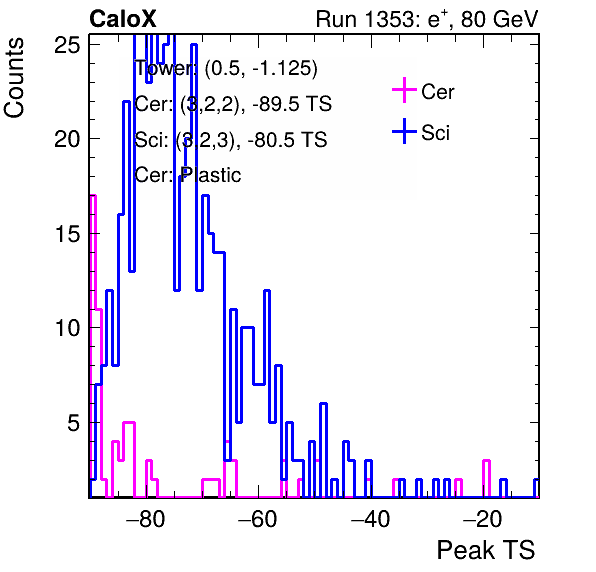 CaloX Run 1353: e⁺, 80 GeV
Counts
25
20
15
10
5
Tower: (0.5, -1.125)
Cer: (3,2,2), -89.5 TS
Sci: (3,2,3), -80.5 TS
Cer: Plastic
Cer
Sci
−80 −60 −40 −20
Peak TS